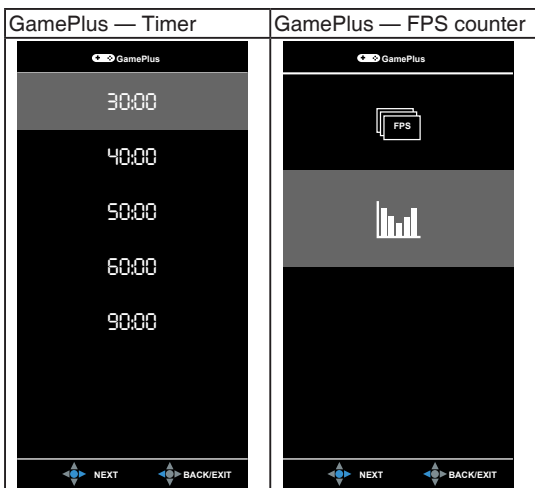 GamePlus — Timer
GamePlus — FPS counter
GamePlus
30:00
40:00
50:00
60:00
90:00
NEXT BACK/EXIT
GamePlus
FPS
NEXT BACK/EXIT